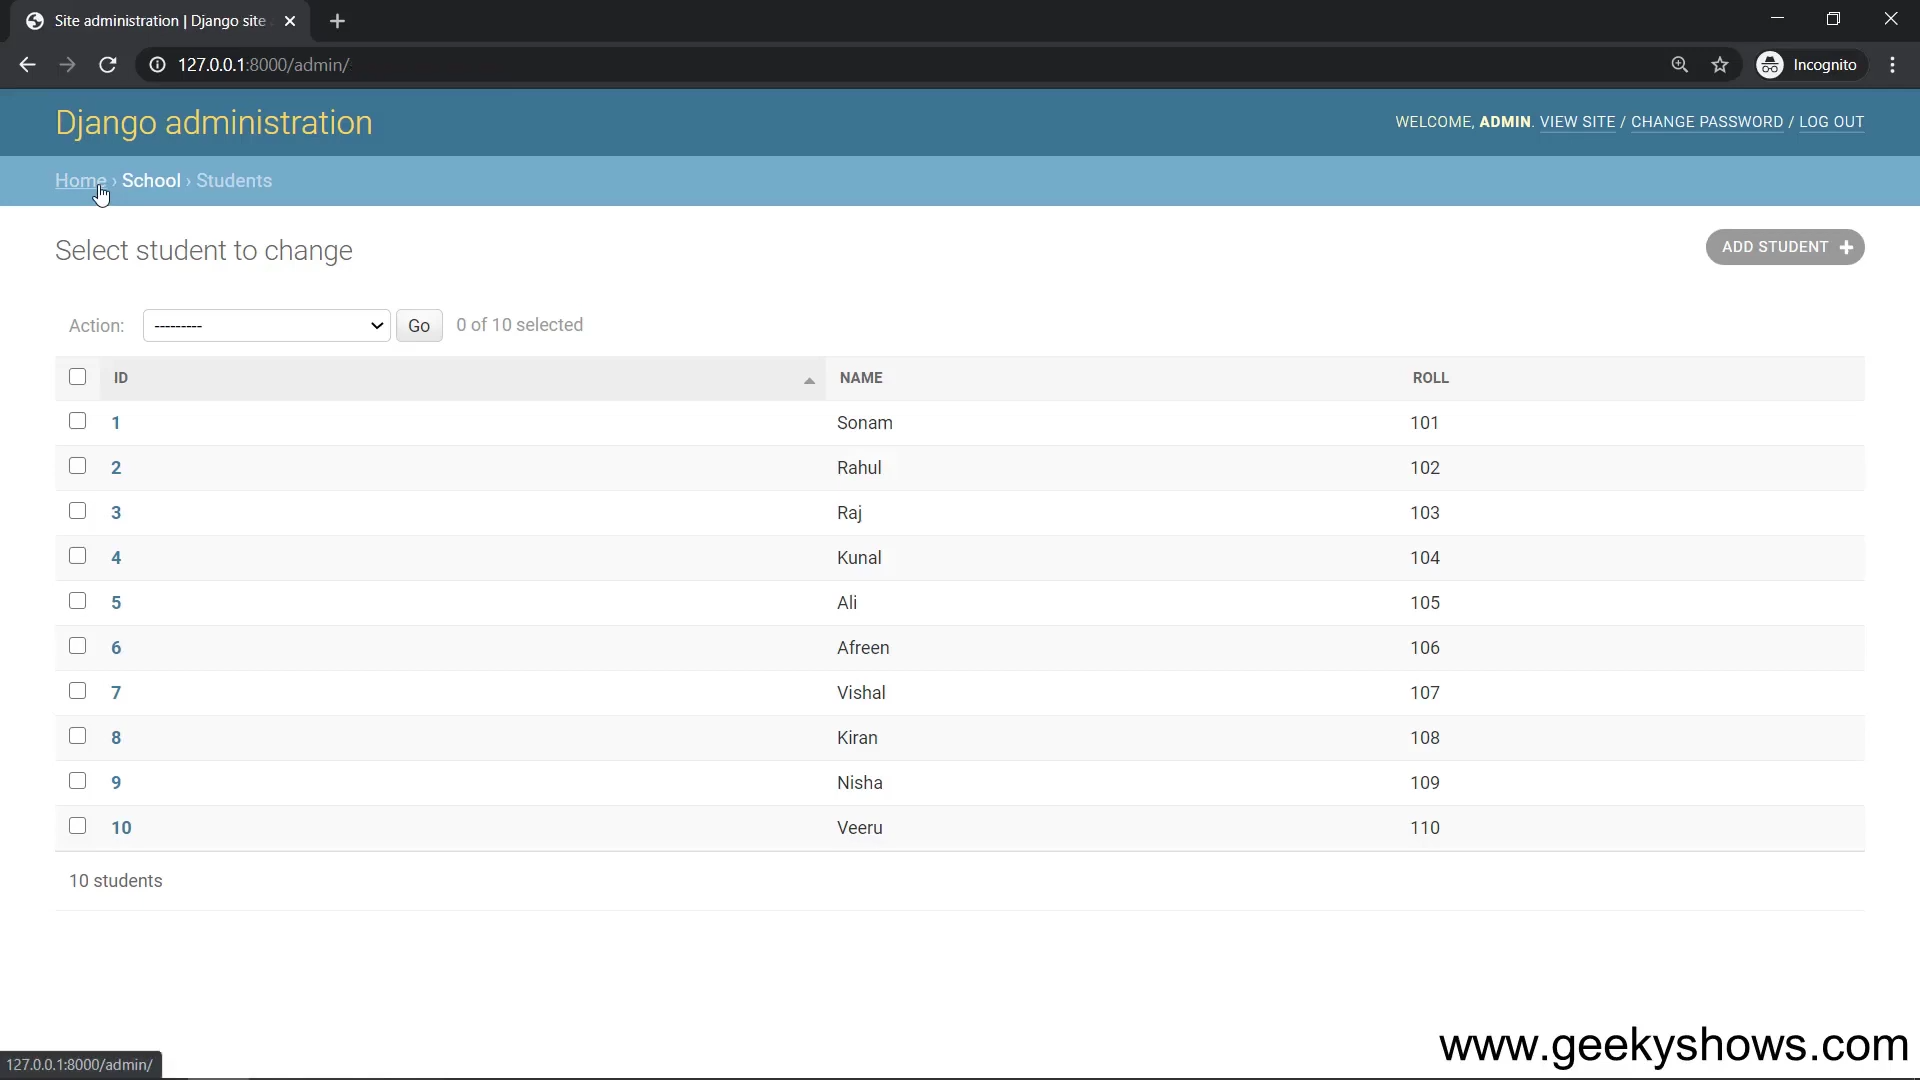 Site administration | Django site
127.0.0.1:8000/admin/
Incognito
Django administration
WELCOME, ADMIN. VIEW SITE / CHANGE PASSWORD / LOG OUT
Home › School › Students
Select student to change
ADD STUDENT +
Action: --------- Go 0 of 10 selected
ID NAME ROLL
1 Sonam 101
2 Rahul 102
3 Raj 103
4 Kunal 104
5 Ali 105
6 Afreen 106
7 Vishal 107
8 Kiran 108
9 Nisha 109
10 Veeru 110
10 students
www.geekyshows.com
127.0.0.1:8000/admin/